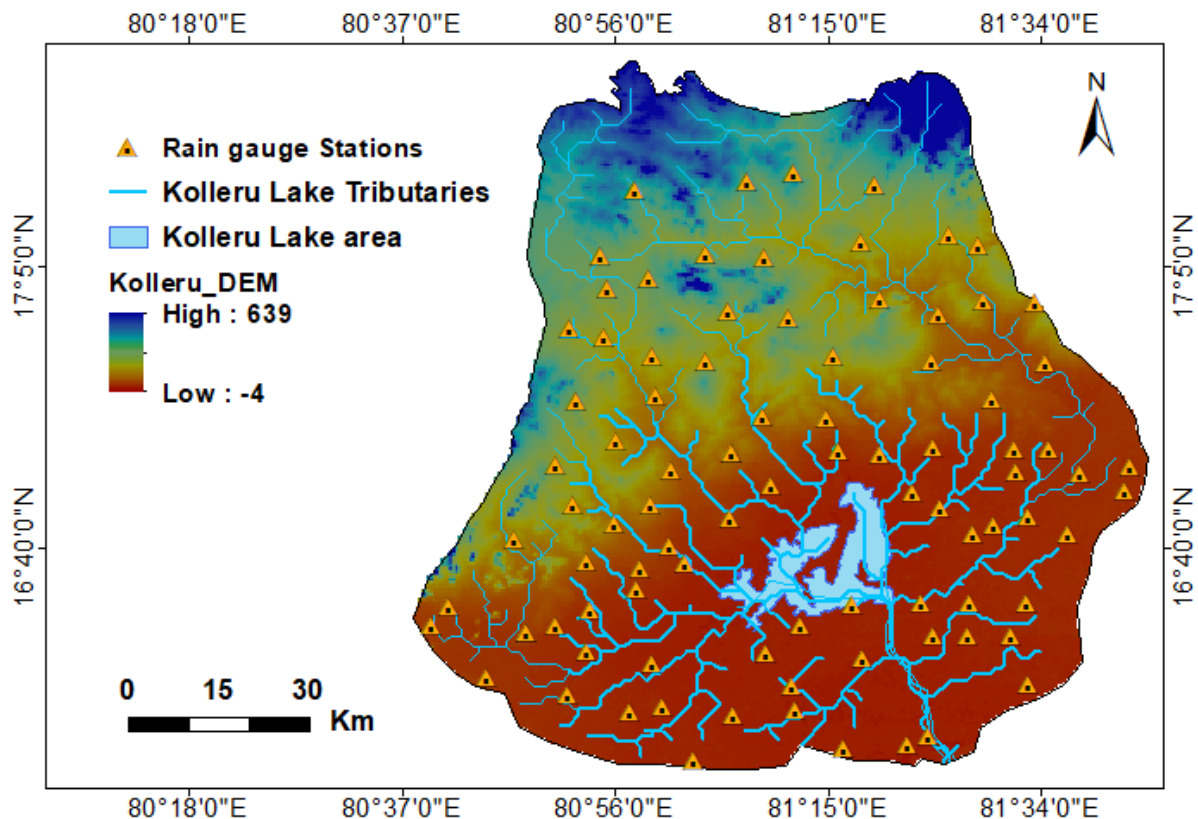 80°18'0"E 80°37'0"E 80°56'0"E 81°15'0"E 81°34'0"E
N
Rain gauge Stations
Kolleru Lake Tributaries
Kolleru Lake area
Kolleru_DEM
High : 639
Low : -4
17°5'0"N 17°5'0"N
16°40'0"N 16°40'0"N
0 15 30
Km
80°18'0"E 80°37'0"E 80°56'0"E 81°15'0"E 81°34'0"E